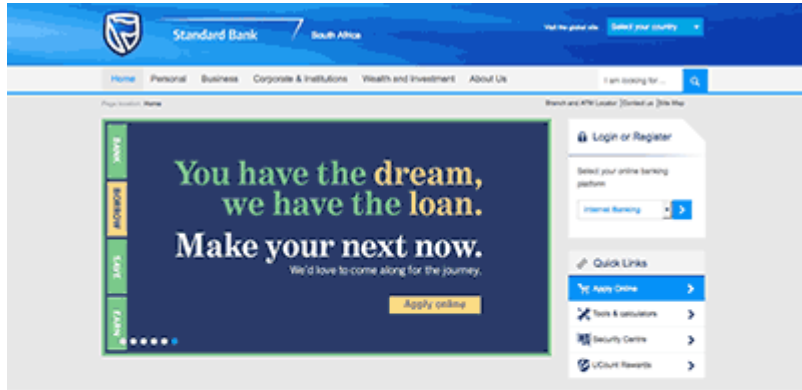 Standard Bank
South Africa
Visit the global site
Select your country
Home
Personal
Business
Corporate & Institutions
Wealth and Investment
About Us
I am looking for ...
Page location: Home
Branch and ATM Locator |Contact us |Site Map
BANK
BORROW
SAVE
EARN
You have the dream,
we have the loan.
Make your next now.
We'd love to come along for the journey.
Apply online
Login or Register
Select your online banking
platform
Internet Banking
Quick Links
Apply Online
Tools & calculators
Security Centre
UCount Rewards